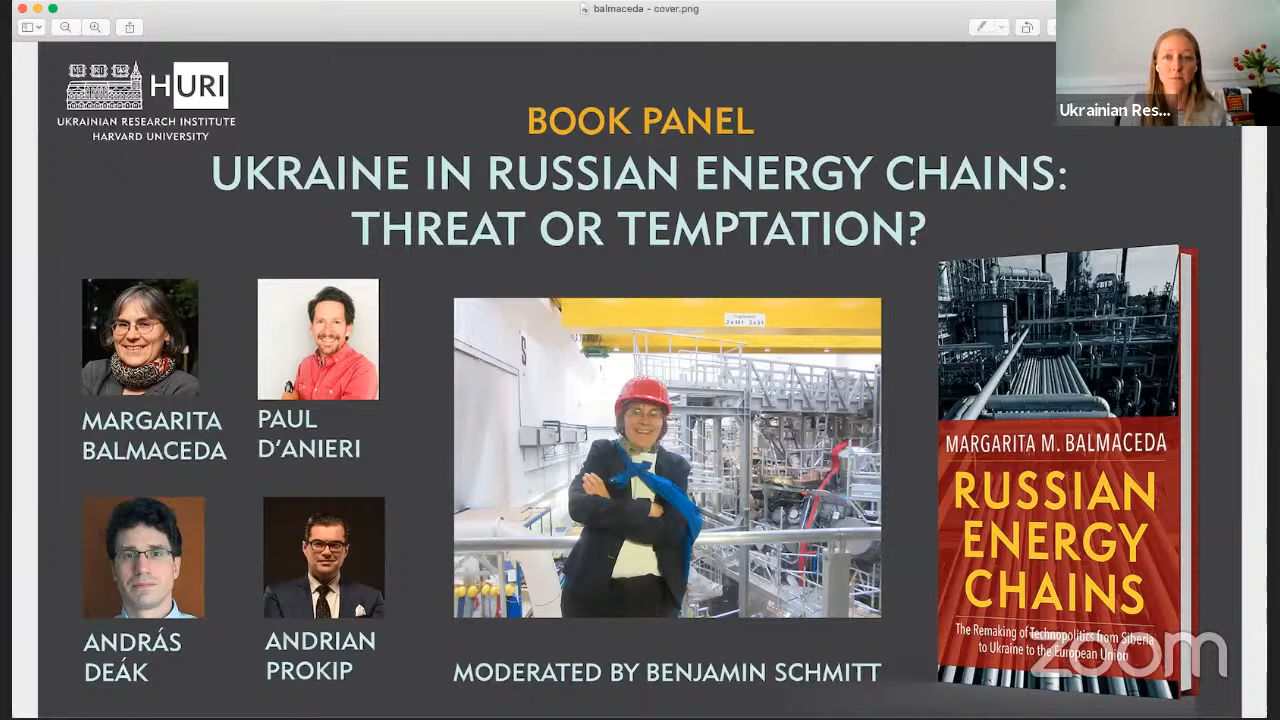 balmaceda - cover.png
Ukrainian Res...
HURI
UKRAINIAN RESEARCH INSTITUTE
HARVARD UNIVERSITY
BOOK PANEL
UKRAINE IN RUSSIAN ENERGY CHAINS:
THREAT OR TEMPTATION?
MARGARITA
BALMACEDA
PAUL
D'ANIERI
ANDRÁS
DEÁK
ANDRIAN
PROKIP
MODERATED BY BENJAMIN SCHMITT
MARGARITA M. BALMACEDA
RUSSIAN
ENERGY
CHAINS
The Remaking of Technopolitics from Siberia
to Ukraine to the European Union
zoom